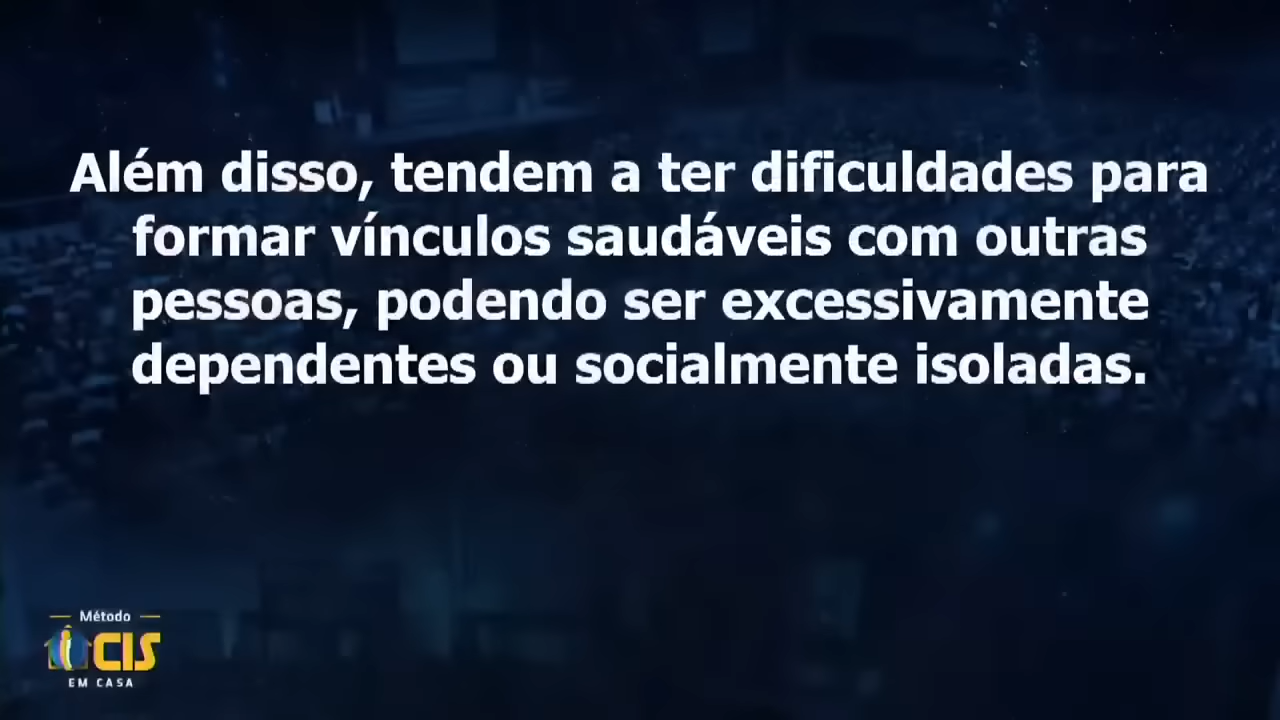 Além disso, tendem a ter dificuldades para
formar vínculos saudáveis com outras
pessoas, podendo ser excessivamente
dependentes ou socialmente isoladas.
Método
CIS
EM CASA